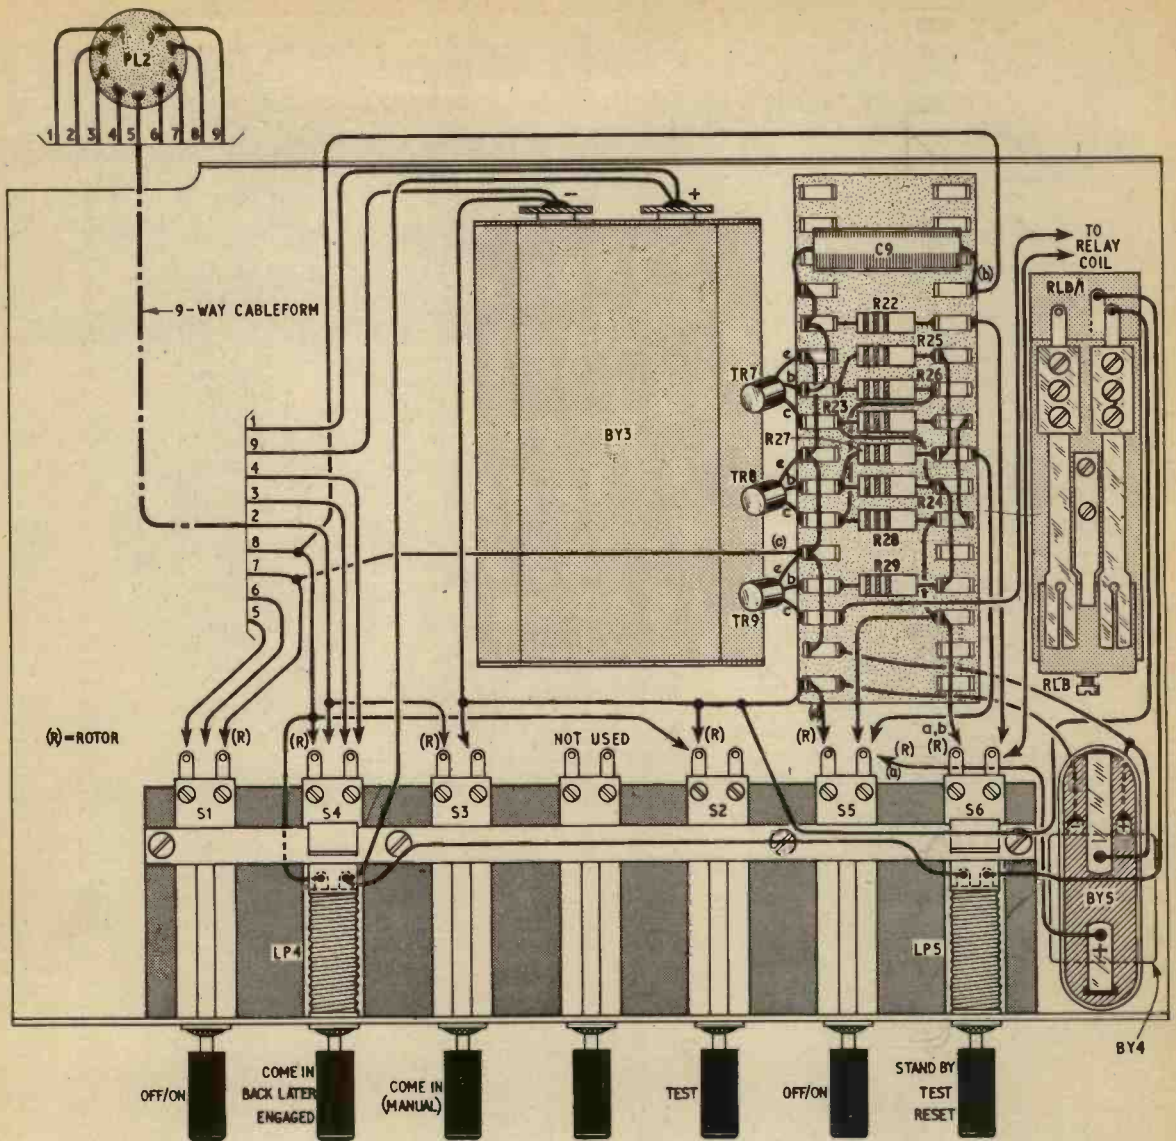 PL2
1 2 3 4 5 6 7 8 9
9-WAY CABLEFORM
1
9
4
3
2
8
7
6
5
- +
BY3
C9
(b)
R22
R25
R26
R23
R27
R24
R28
R29
TR7
e
b
c
TR8
e
b
c
(c)
TR9
e
b
c
TO
RELAY
COIL
RLB/1
RLB
(R)=ROTOR
(R)
(R)
(R)
NOT USED
(R)
(R)
(R)
(a)
a,b
(R)
S1
S4
S3
S2
S5
S6
LP4
LP5
+
BY5
+
BY4
OFF/ON
COME IN
BACK LATER
ENGAGED
COME IN
(MANUAL)
TEST
OFF/ON
STAND BY
TEST
RESET